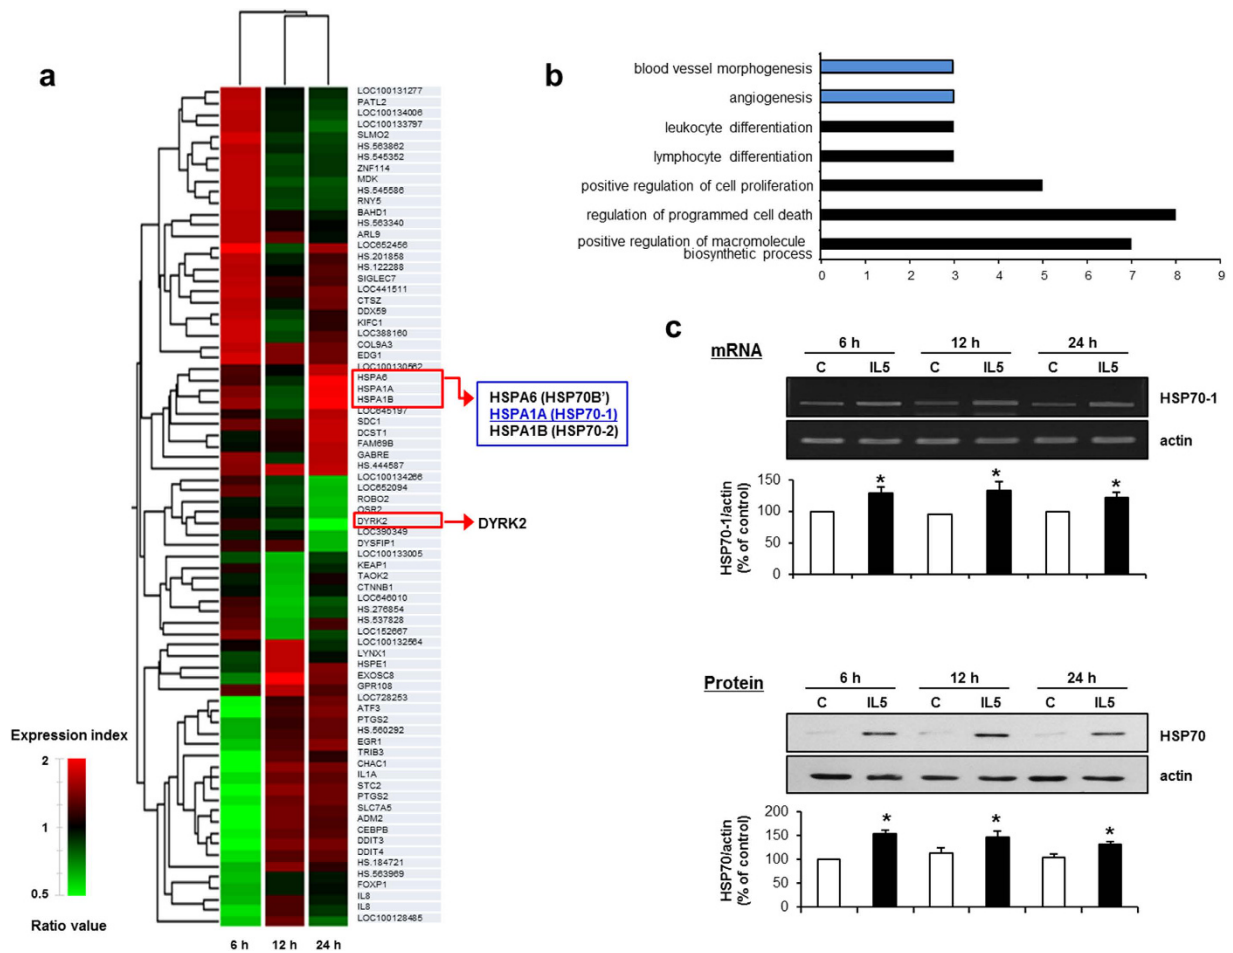 a
LOC100131277
PATL2
LOC100134006
LOC100133797
SLMO2
HS.563862
HS.545352
ZNF114
MDK
HS.545586
RNY5
BAHD1
HS.563340
ARL9
LOC652456
HS.201858
HS.122288
SIGLEC7
LOC441511
CTSZ
DDX59
KIFC1
LOC388160
COL9A3
EDG1
LOC100130562
HSPA6
HSPA1A
HSPA1B
LOC645197
SDC1
DCST1
FAM69B
GABRE
HS.444587
LOC100134266
LOC652094
ROBO2
OSR2
DYRK2
LOC390349
DYSFIP1
LOC100133005
KEAP1
TAOK2
CTNNB1
LOC646010
HS.276854
HS.537828
LOC152667
LOC100132564
LYNX1
HSPE1
EXOSC8
GPR108
LOC728253
ATF3
PTGS2
HS.560292
EGR1
TRIB3
CHAC1
IL1A
STC2
PTGS2
SLC7A5
ADM2
CEBPB
DDIT3
DDIT4
HS.184721
HS.563969
FOXP1
IL8
IL8
LOC100128485
6 h 12 h 24 h
Expression index
2
1
0.5
Ratio value
HSPA6 (HSP70B')
HSPA1A (HSP70-1)
HSPA1B (HSP70-2)
DYRK2
b
blood vessel morphogenesis
angiogenesis
leukocyte differentiation
lymphocyte differentiation
positive regulation of cell proliferation
regulation of programmed cell death
positive regulation of macromolecule
biosynthetic process
0 1 2 3 4 5 6 7 8 9
c
mRNA
6 h 12 h 24 h
C IL5 C IL5 C IL5
HSP70-1
actin
HSP70-1/actin
(% of control)
150
100
50
0
* * *
Protein
6 h 12 h 24 h
C IL5 C IL5 C IL5
HSP70
actin
HSP70/actin
(% of control)
200
150
100
50
0
* * *